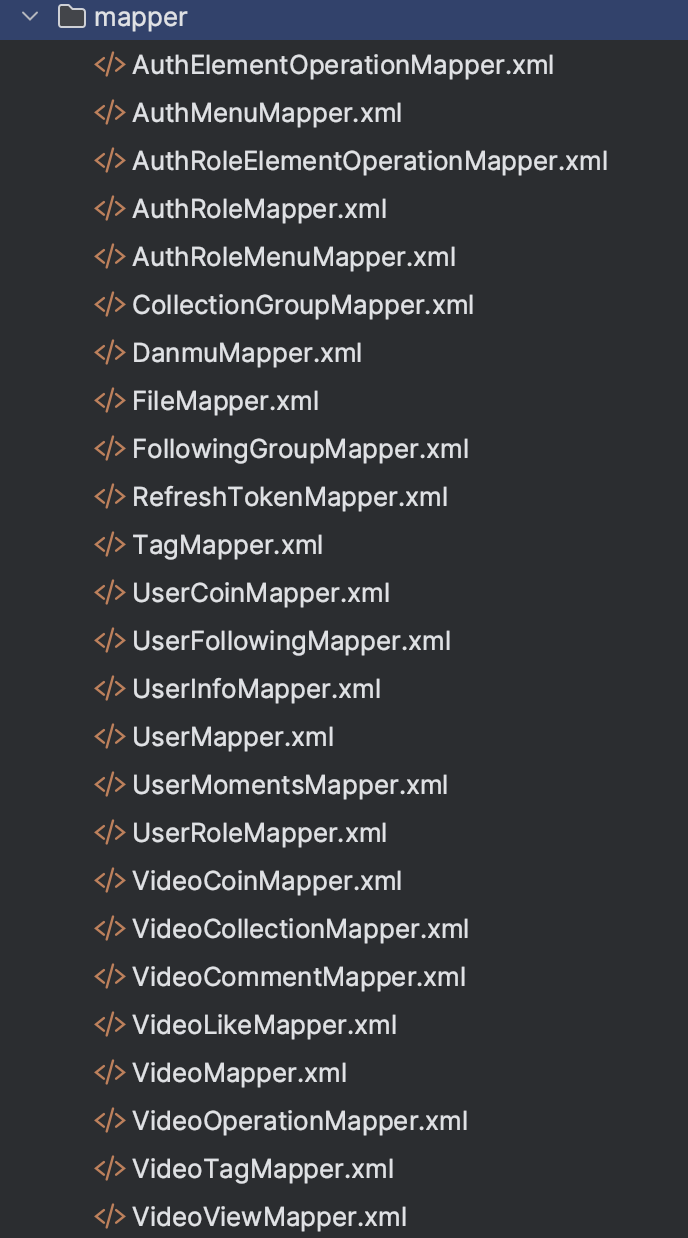 mapper
AuthElementOperationMapper.xml
AuthMenuMapper.xml
AuthRoleElementOperationMapper.xml
AuthRoleMapper.xml
AuthRoleMenuMapper.xml
CollectionGroupMapper.xml
DanmuMapper.xml
FileMapper.xml
FollowingGroupMapper.xml
RefreshTokenMapper.xml
TagMapper.xml
UserCoinMapper.xml
UserFollowingMapper.xml
UserInfoMapper.xml
UserMapper.xml
UserMomentsMapper.xml
UserRoleMapper.xml
VideoCoinMapper.xml
VideoCollectionMapper.xml
VideoCommentMapper.xml
VideoLikeMapper.xml
VideoMapper.xml
VideoOperationMapper.xml
VideoTagMapper.xml
VideoViewMapper.xml